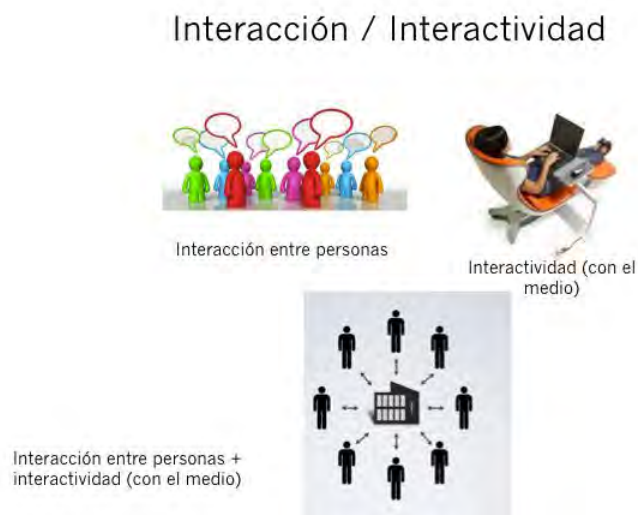 Interacción / Interactividad
Interacción entre personas
Interactividad (con el
medio)
Interacción entre personas +
interactividad (con el medio)